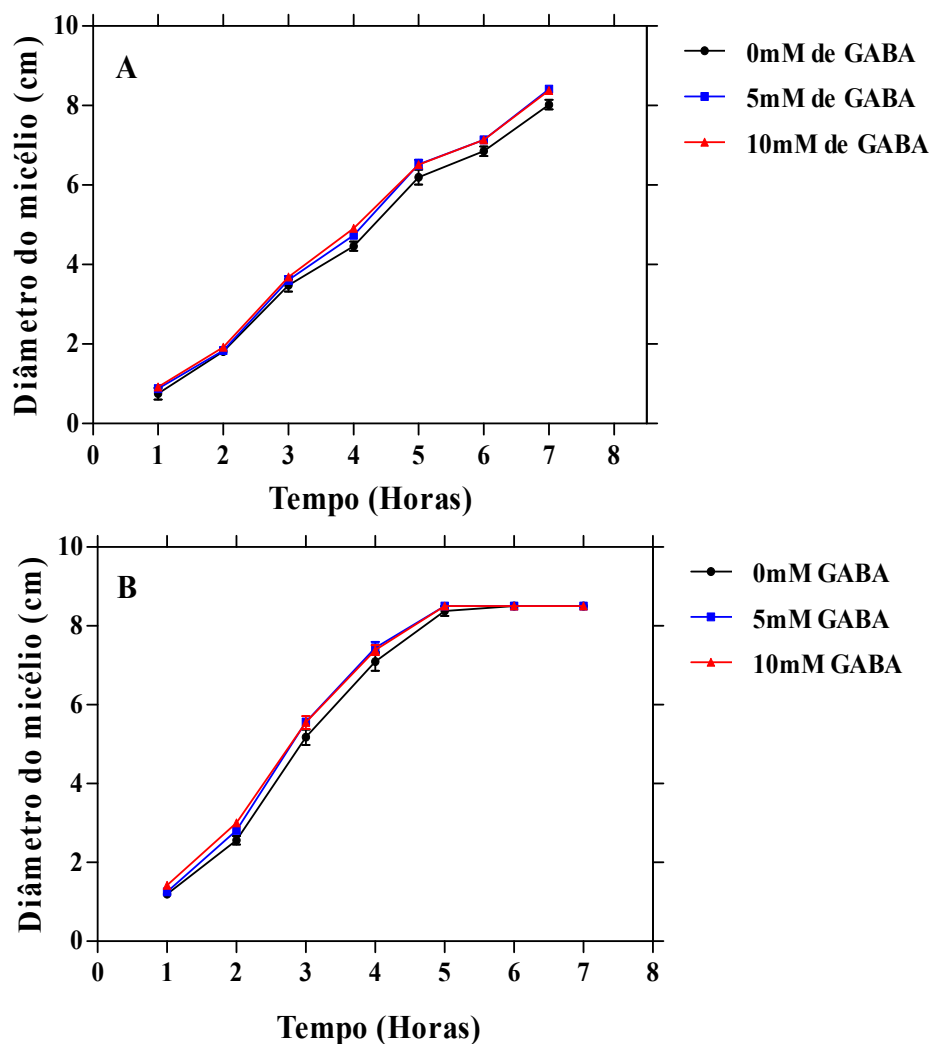 10
8
6
4
2
0
Diâmetro do micélio (cm)
A
0mM de GABA
5mM de GABA
10mM de GABA
0 1 2 3 4 5 6 7 8
Tempo (Horas)
10
8
6
4
2
0
Diâmetro do micélio (cm)
B
0mM GABA
5mM GABA
10mM GABA
0 1 2 3 4 5 6 7 8
Tempo (Horas)